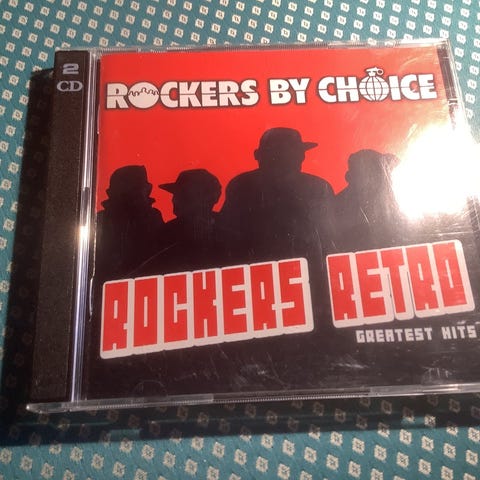 2
CD
ROCKERS BY CHOICE
ROCKERS RETRO
GREATEST HITS